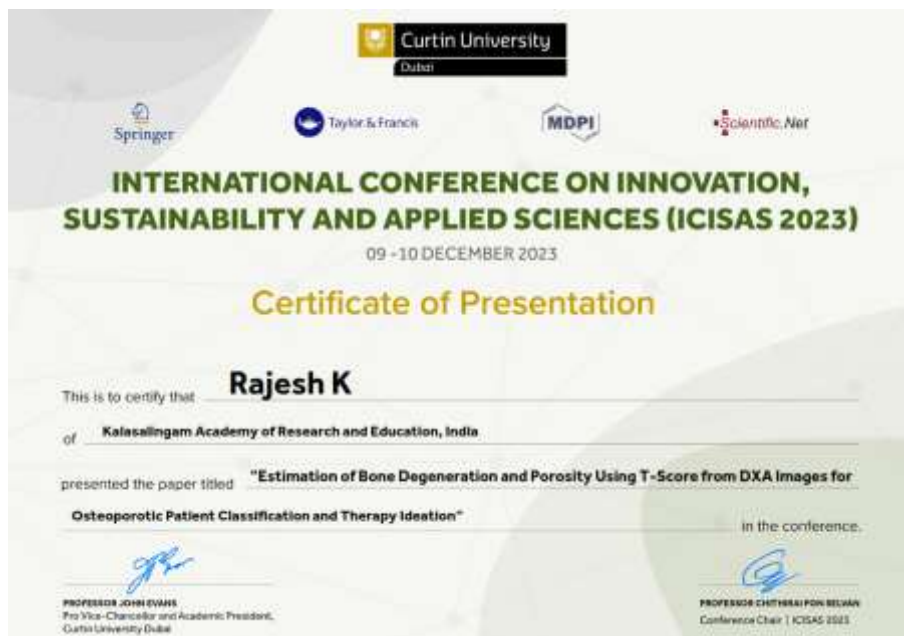 Curtin University
Dubai
Springer
Taylor & Francis
MDPI
Scientific.Net
INTERNATIONAL CONFERENCE ON INNOVATION,
SUSTAINABILITY AND APPLIED SCIENCES (ICISAS 2023)
09 -10 DECEMBER 2023
Certificate of Presentation
This is to certify that Rajesh K
of Kalasalingam Academy of Research and Education, India
presented the paper titled "Estimation of Bone Degeneration and Porosity Using T-Score from DXA Images for
Osteoporotic Patient Classification and Therapy Ideation" in the conference.
PROFESSOR JOHN EVANS
Pro Vice-Chancellor and Academic President,
Curtin University Dubai
PROFESSOR CHITHIRAI PON SELVAN
Conference Chair | ICISAS 2023